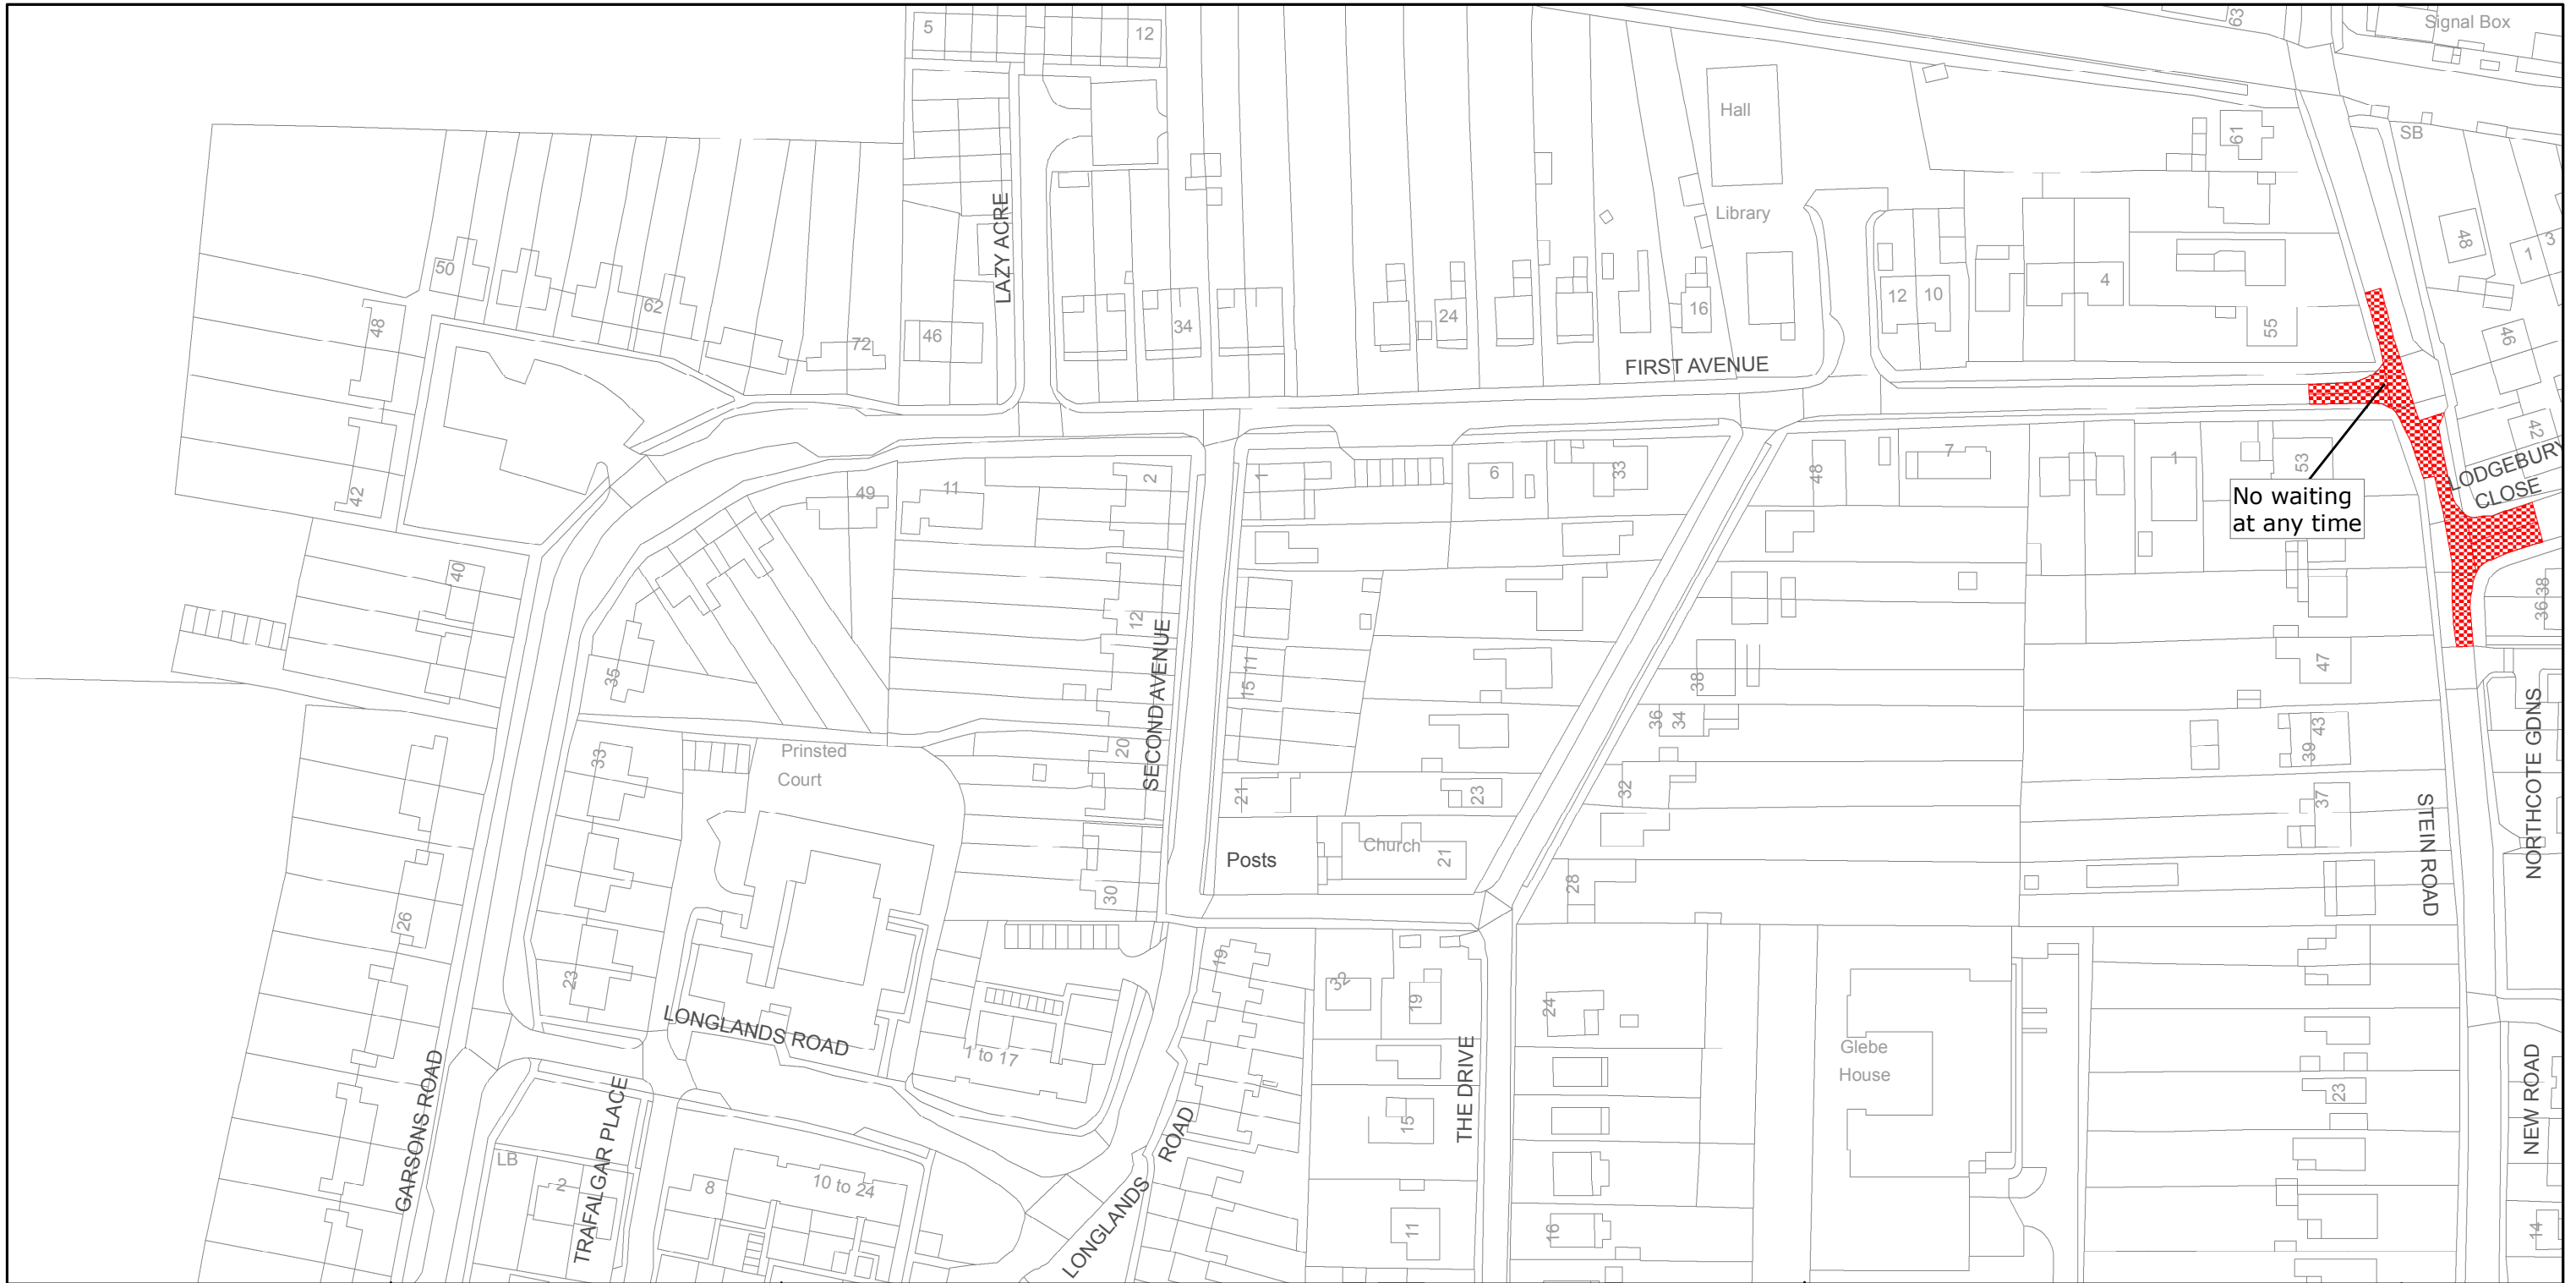 5
12
63
Signal Box
Hall
61
SB
LAZY ACRE
Library
48
1
3
50
62
48
72
46
34
24
16
12
10
4
55
46
FIRST AVENUE
42
LODGEBURY
CLOSE
No waiting
at any time
42
49
11
2
1
6
33
48
7
1
53
40
12
SECOND AVENUE
35
11
15
38
36
34
47
36
38
33
Prinsted
Court
20
21
23
32
43
39
37
STEIN ROAD
NORTHCOTE GDNS
Posts
Church
21
26
30
28
23
19
32
19
24
LONGLANDS ROAD
1 to 17
Glebe
House
GARSONS ROAD
TRAFALGAR PLACE
THE DRIVE
NEW ROAD
23
15
LB
2
8
10 to 24
LONGLANDS
ROAD
11
16
14